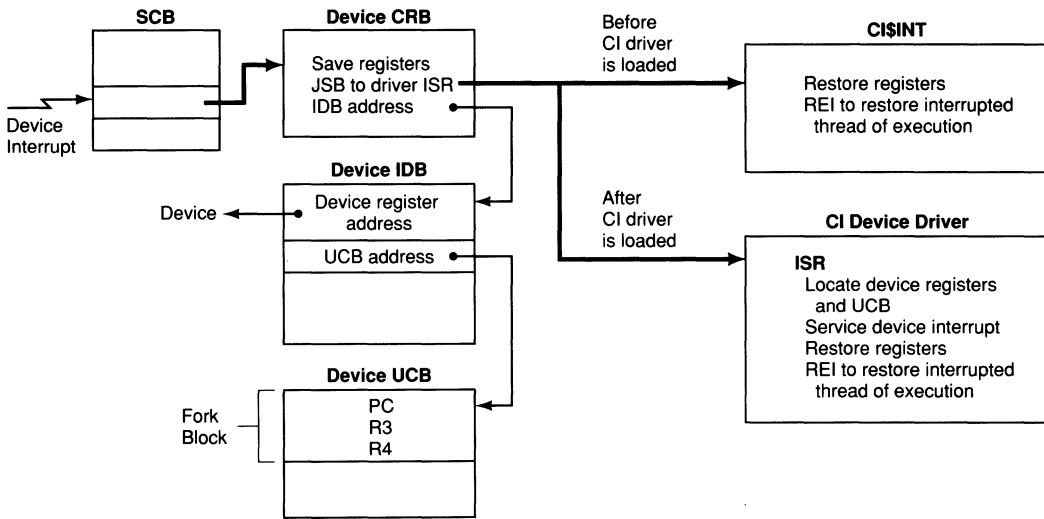 SCB
Device
Interrupt
Device CRB
Save registers
JSB to driver ISR
IDB address
Before
CI driver
is loaded
CI$INT
Restore registers
REI to restore interrupted
thread of execution
Device IDB
Device register
address
UCB address
Device
After
CI driver
is loaded
CI Device Driver
ISR
Locate device registers
and UCB
Service device interrupt
Restore registers
REI to restore interrupted
thread of execution
Device UCB
Fork
Block
PC
R3
R4